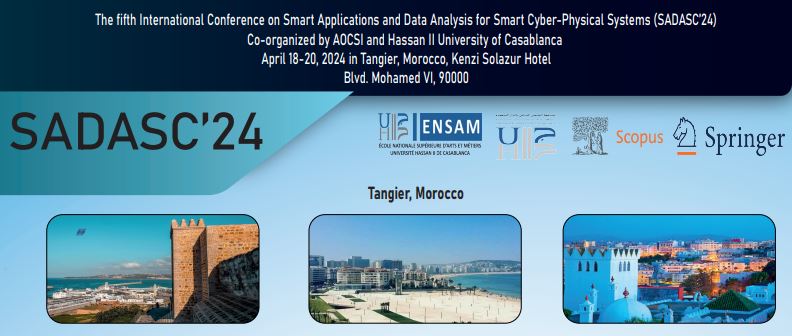 The fifth International Conference on Smart Applications and Data Analysis for Smart Cyber-Physical Systems (SADASC'24)
Co-organized by AOCSI and Hassan II University of Casablanca
April 18-20, 2024 in Tangier, Morocco, Kenzi Solazur Hotel
Blvd. Mohamed VI, 90000
SADASC'24
ENSAM
ÉCOLE NATIONALE SUPÉRIEURE D'ARTS ET MÉTIERS
UNIVERSITÉ HASSAN II DE CASABLANCA
Scopus
Springer
Tangier, Morocco